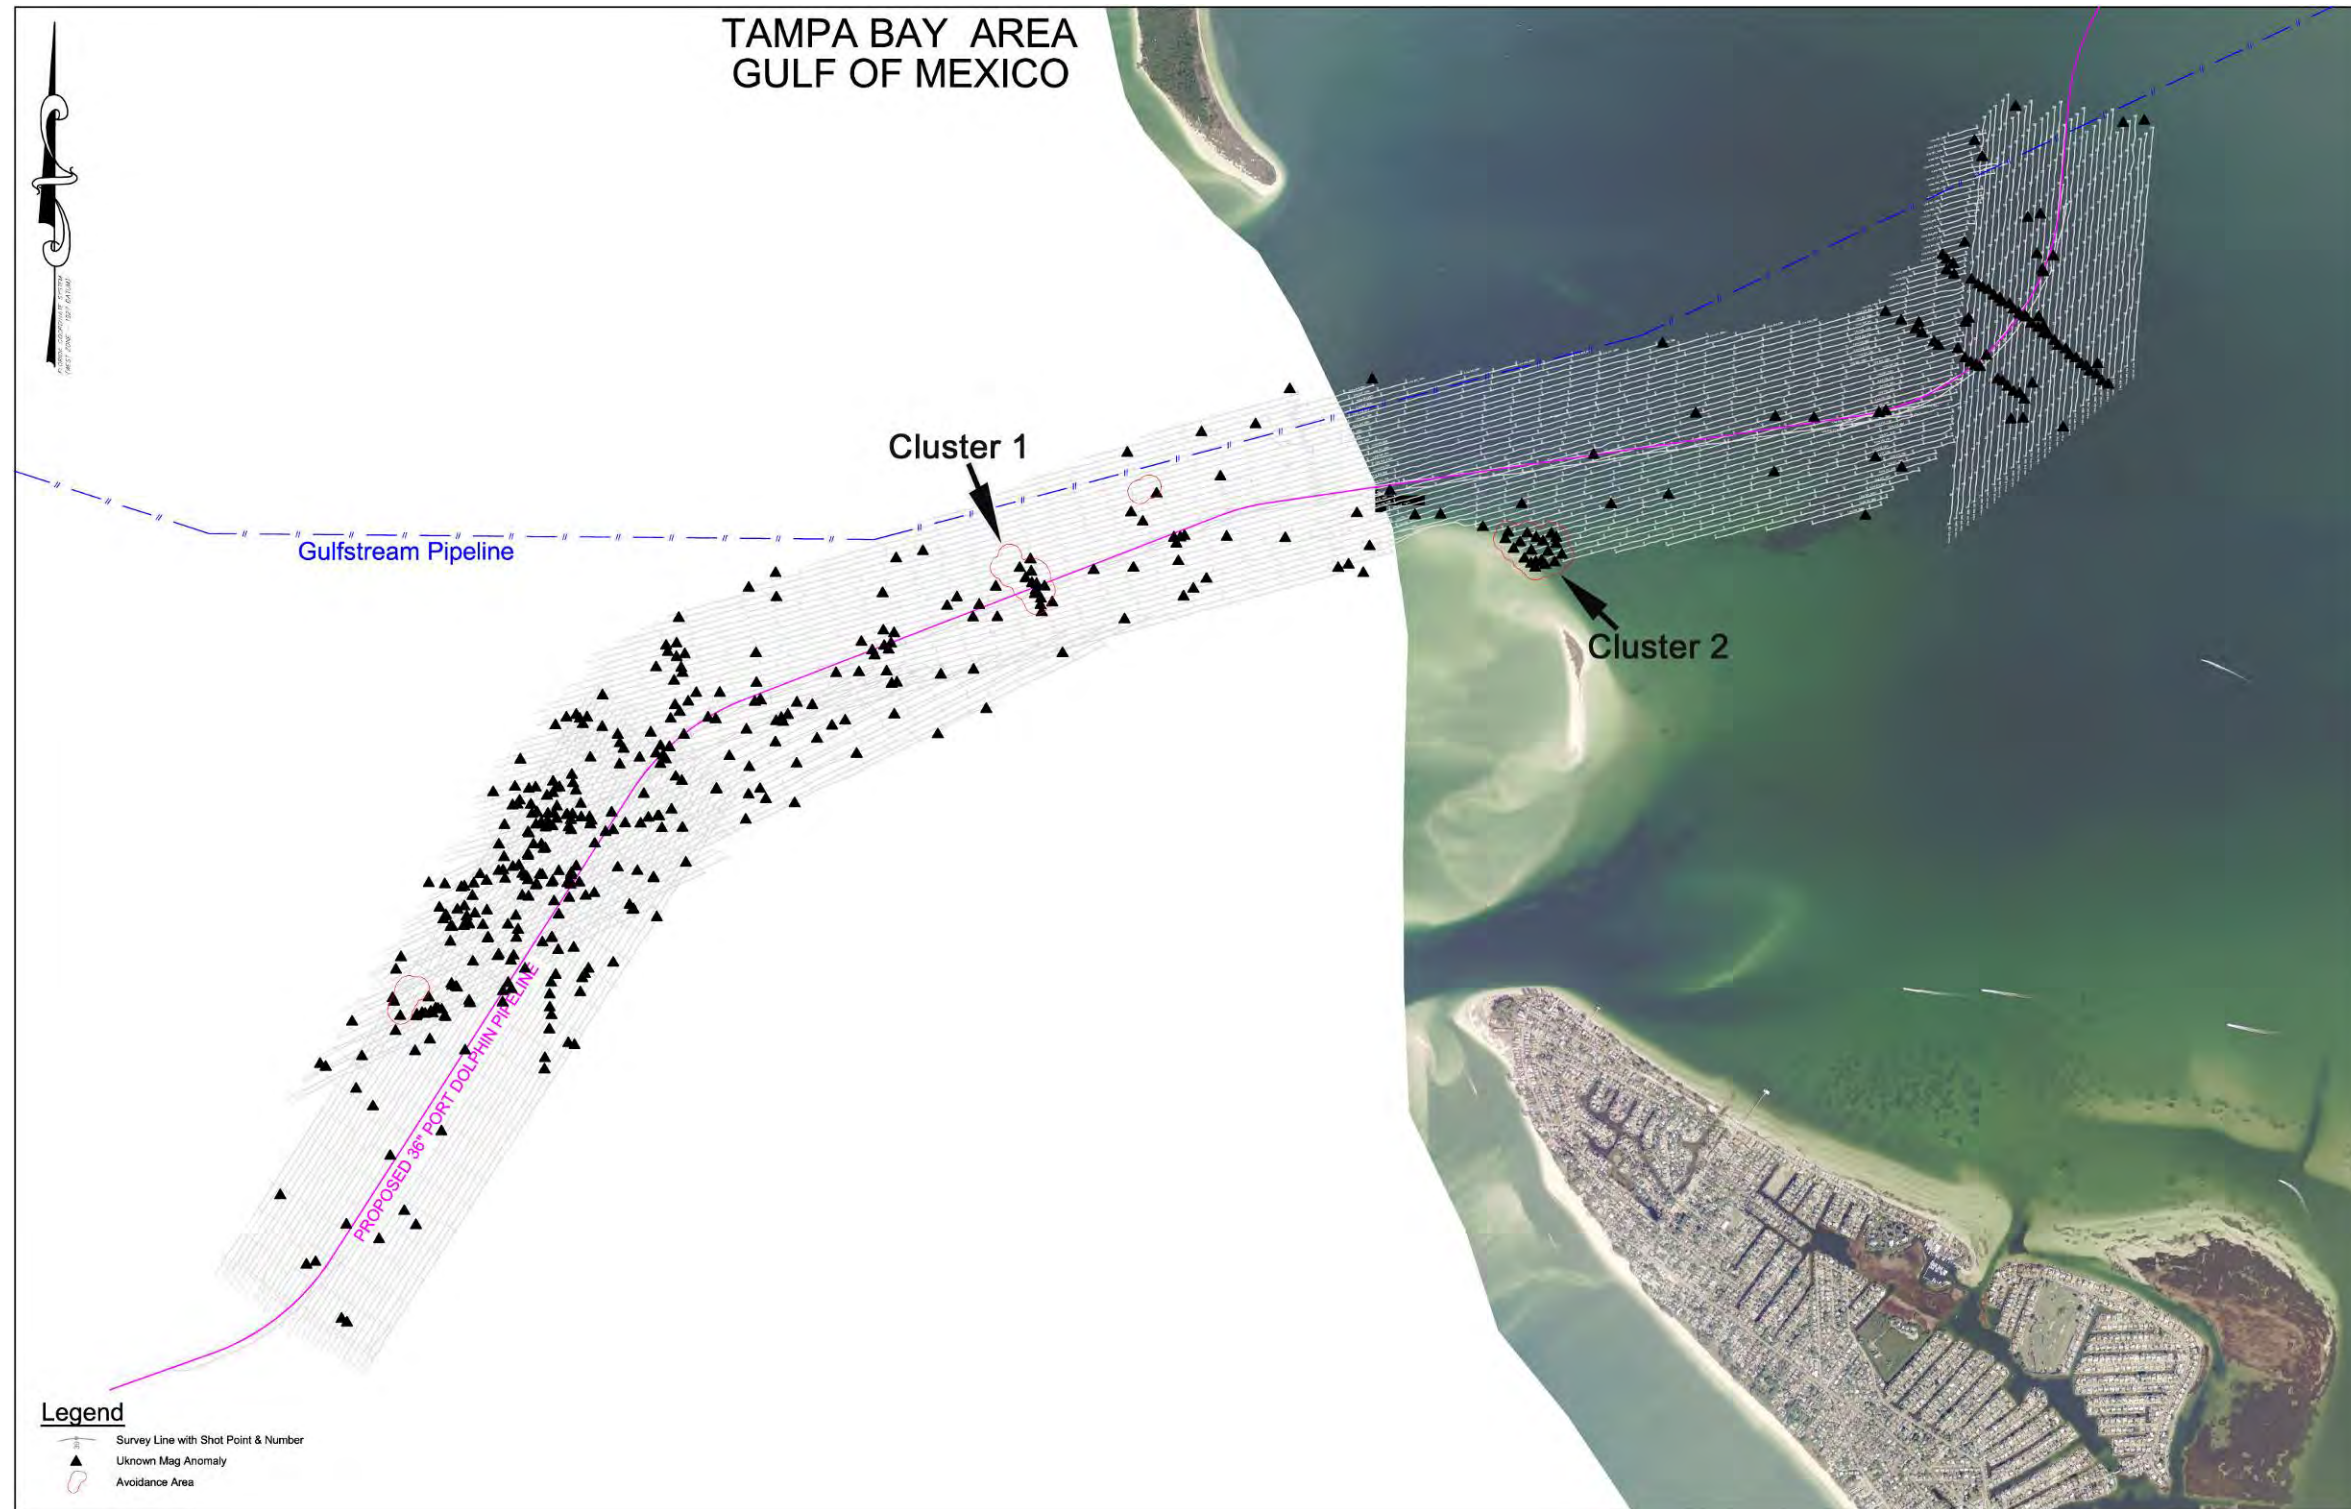 TAMPA BAY AREA
GULF OF MEXICO
Cluster 1
Gulfstream Pipeline
Cluster 2
PROPOSED 36" PORT DOLPHIN PIPELINE
Legend
Survey Line with Shot Point & Number
Uknown Mag Anomaly
Avoidance Area